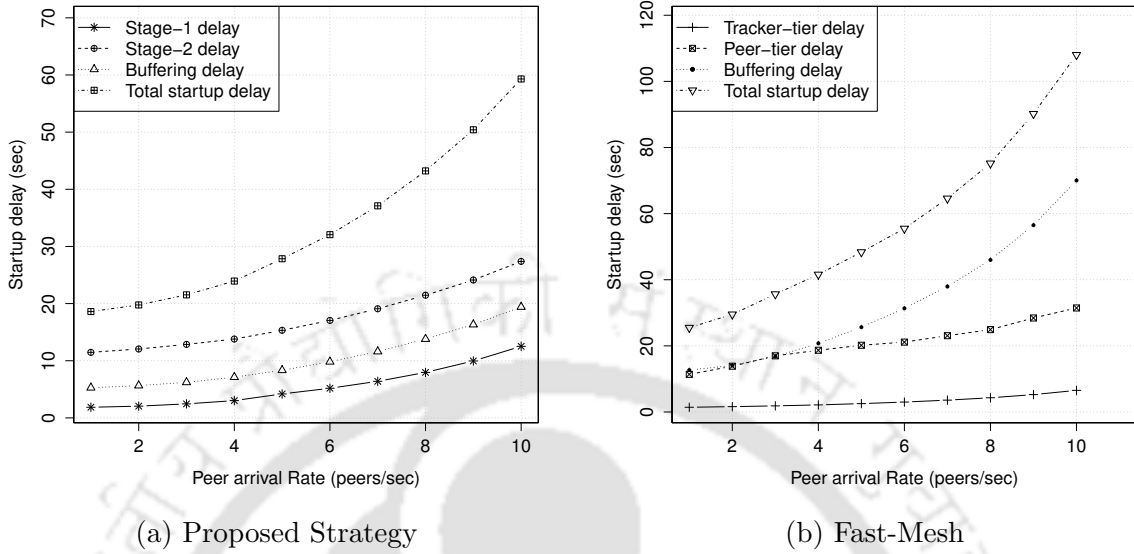 Stage−1 delay
Stage−2 delay
Buffering delay
Total startup delay
Startup delay (sec)
0
10
20
30
40
50
60
70
2
4
6
8
10
Peer arrival Rate (peers/sec)
(a) Proposed Strategy
Tracker−tier delay
Peer−tier delay
Buffering delay
Total startup delay
Startup delay (sec)
0
20
40
60
80
100
120
2
4
6
8
10
Peer arrival Rate (peers/sec)
(b) Fast-Mesh